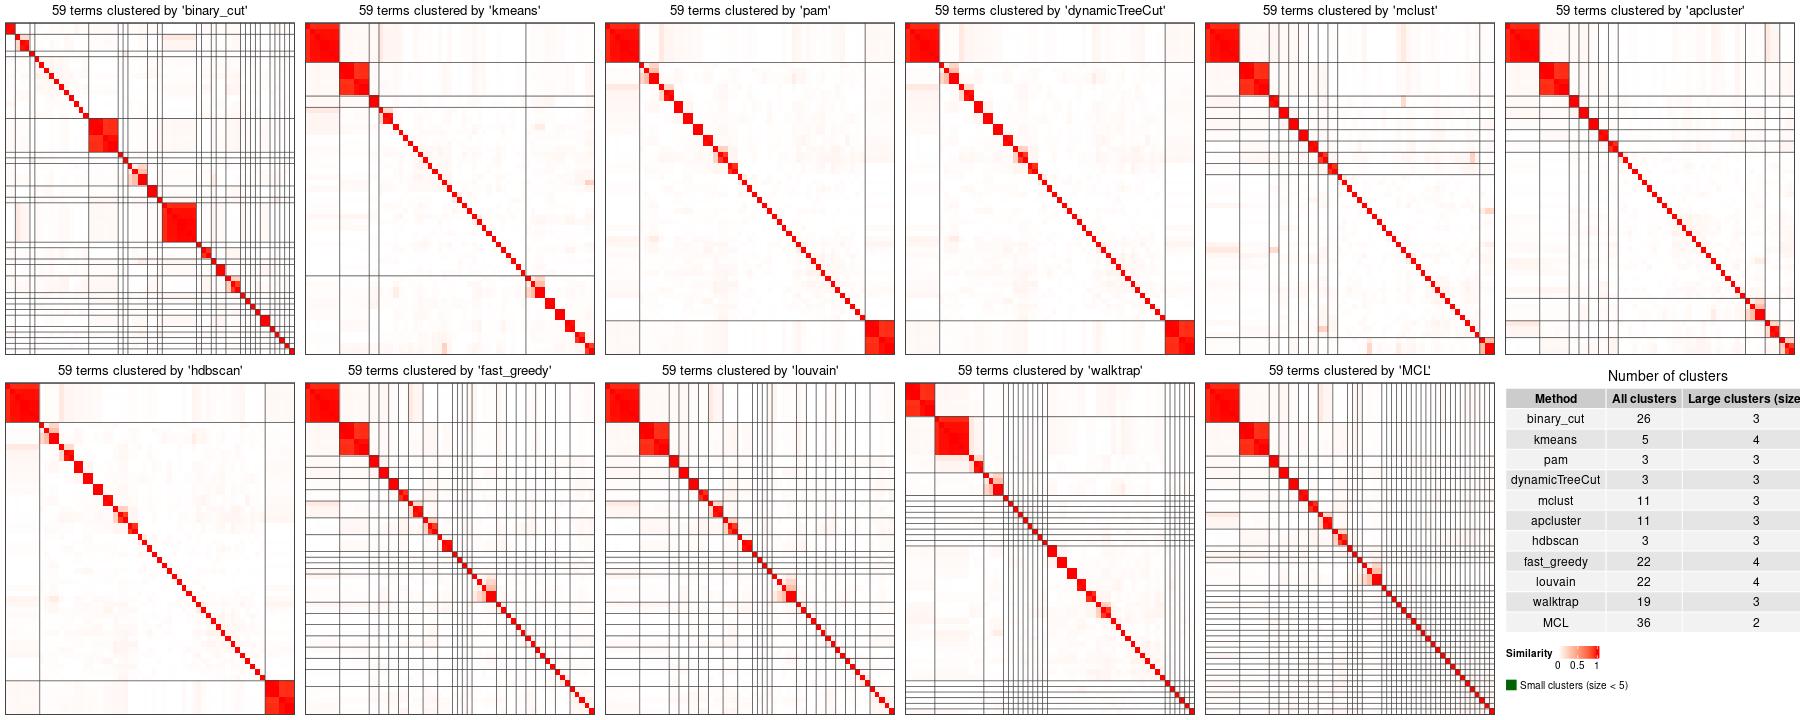 59 terms clustered by 'binary_cut'
59 terms clustered by 'kmeans'
59 terms clustered by 'pam'
59 terms clustered by 'dynamicTreeCut'
59 terms clustered by 'mclust'
59 terms clustered by 'apcluster'
59 terms clustered by 'hdbscan'
59 terms clustered by 'fast_greedy'
59 terms clustered by 'louvain'
59 terms clustered by 'walktrap'
59 terms clustered by 'MCL'
Number of clusters
Method All clusters Large clusters (size
binary_cut 26 3
kmeans 5 4
pam 3 3
dynamicTreeCut 3 3
mclust 11 3
apcluster 11 3
hdbscan 3 3
fast_greedy 22 4
louvain 22 4
walktrap 19 3
MCL 36 2
Similarity
0 0.5 1
Small clusters (size < 5)